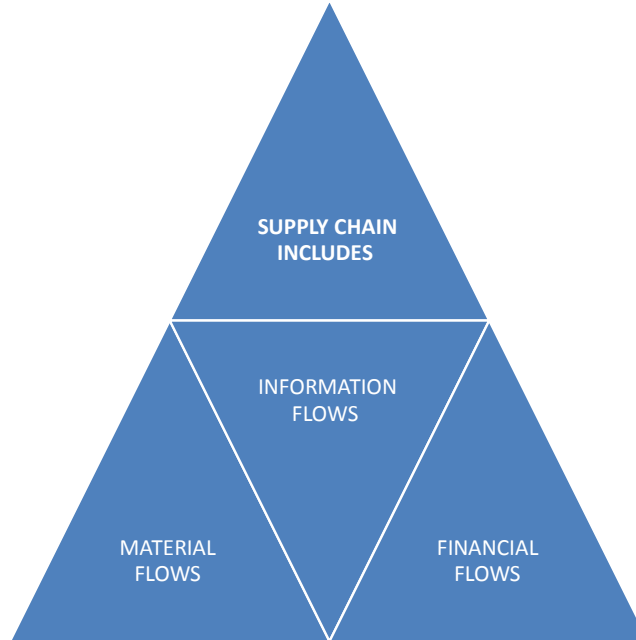 SUPPLY CHAIN
INCLUDES
INFORMATION
FLOWS
MATERIAL
FLOWS
FINANCIAL
FLOWS